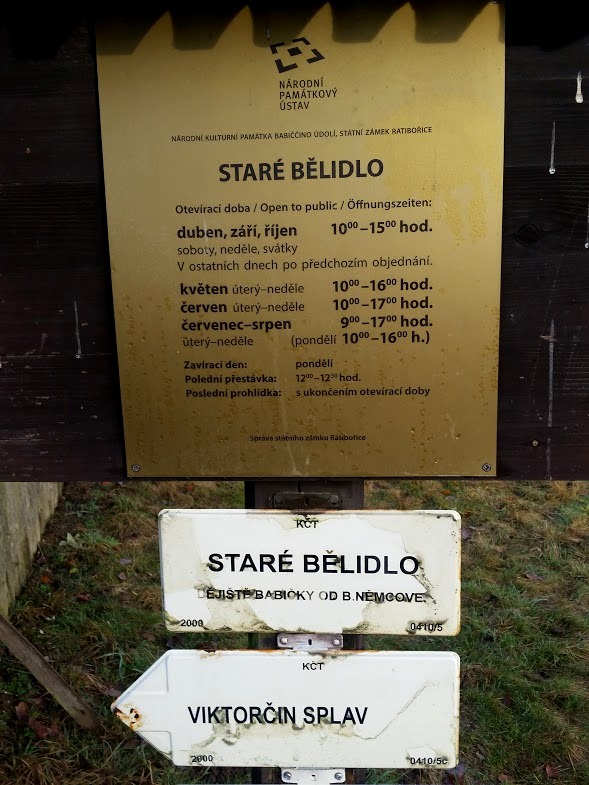 NÁRODNÍ
PAMÁTKOVÝ
ÚSTAV
NÁRODNÍ KULTURNÍ PAMÁTKA BABIČČINO ÚDOLÍ, STÁTNÍ ZÁMEK RATIBOŘICE
STARÉ BĚLIDLO
Otevírací doba / Open to public / Öffnungszeiten:
duben, září, říjen 10⁰⁰–15⁰⁰ hod.
soboty, neděle, svátky
V ostatních dnech po předchozím objednání.
květen úterý–neděle 10⁰⁰–16⁰⁰ hod.
červen úterý–neděle 10⁰⁰–17⁰⁰ hod.
červenec–srpen 9⁰⁰–17⁰⁰ hod.
úterý–neděle (pondělí 10⁰⁰–16⁰⁰ h.)
Zavírací den: pondělí
Polední přestávka: 12⁰⁰–12³⁰ hod.
Poslední prohlídka: s ukončením otevírací doby
Správa státního zámku Ratibořice
KČT
STARÉ BĚLIDLO
DĚJIŠTĚ BABIČKY OD B.NĚMCOVÉ.
2000 0410/5
KČT
VIKTORČIN SPLAV
2000 0410/5c